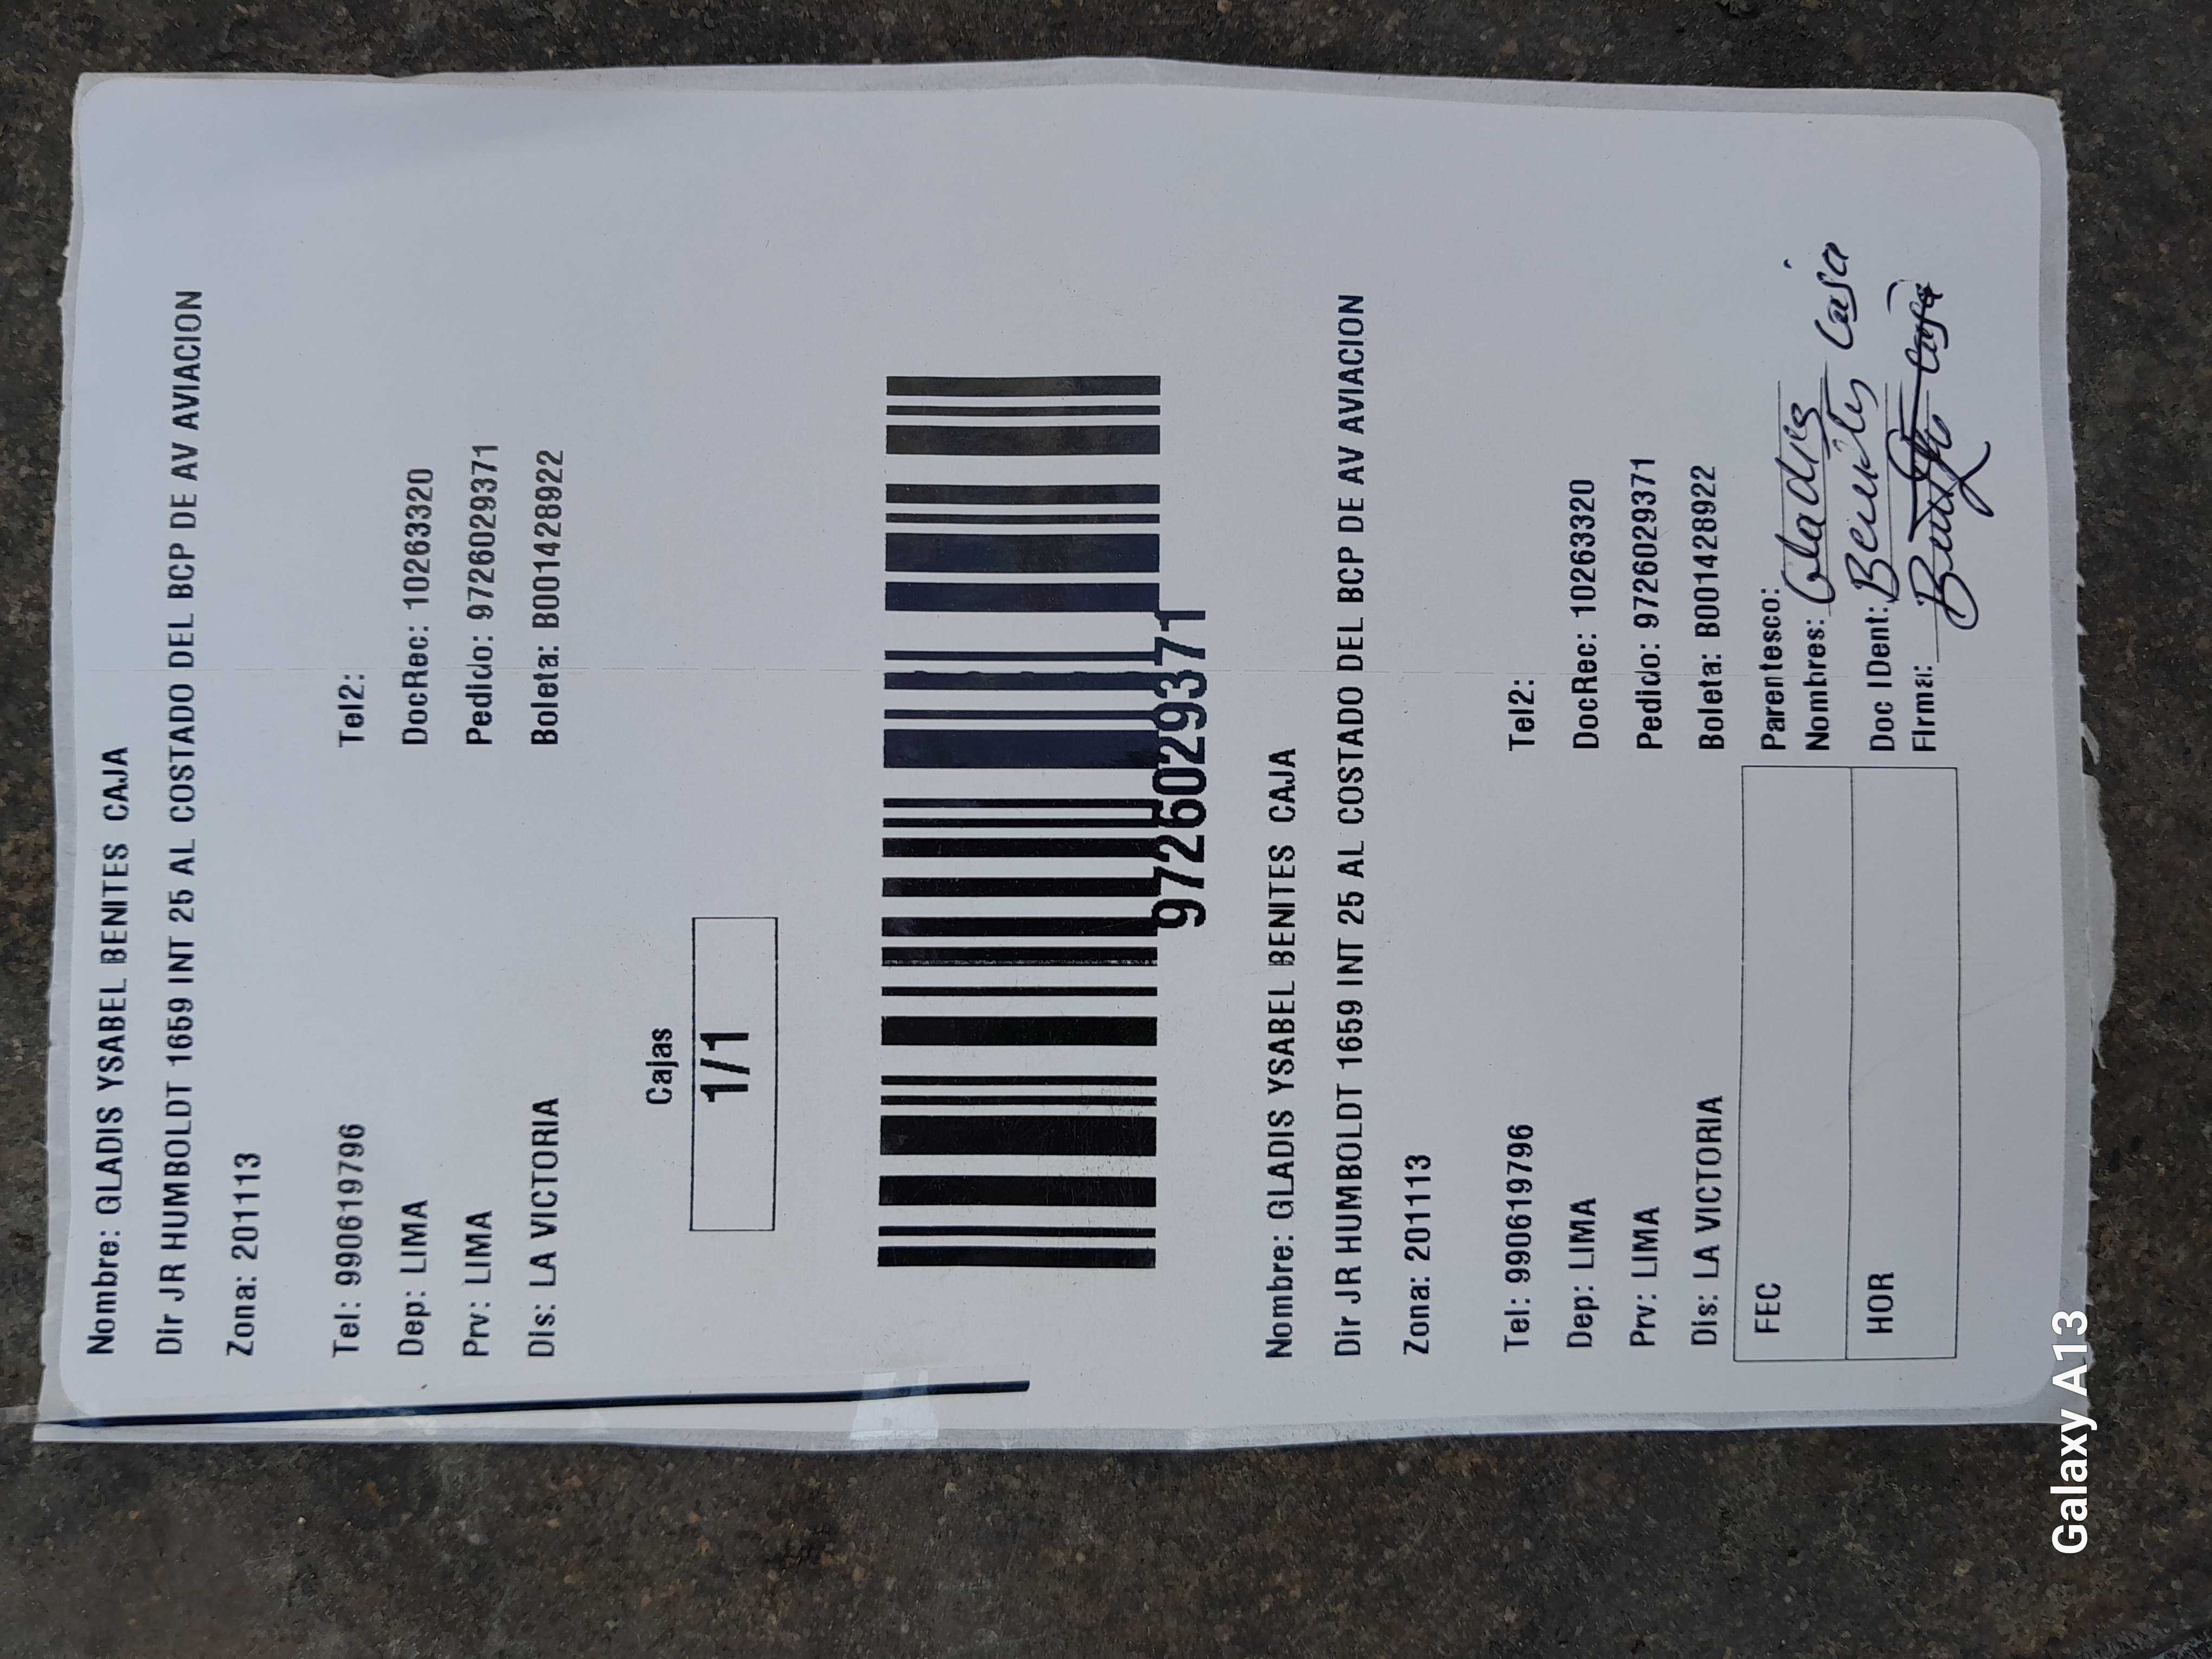 Nombre: GLADIS YSABEL BENITES CAJA
Dir JR HUMBOLDT 1659 INT 25 AL COSTADO DEL BCP DE AV AVIACION
Zona: 201113
Tel: 990619796 Tel2:
Dep: LIMA DocRec: 10263320
Prv: LIMA Pedido: 9726029371
Dis: LA VICTORIA Boleta: B001428922
Cajas
1/1
9726029371
Nombre: GLADIS YSABEL BENITES CAJA
Dir JR HUMBOLDT 1659 INT 25 AL COSTADO DEL BCP DE AV AVIACION
Zona: 201113
Tel: 990619796 Tel2:
Dep: LIMA DocRec: 10263320
Prv: LIMA Pedido: 9726029371
Dis: LA VICTORIA Boleta: B001428922
FEC Parentesco:
Nombres: Gladis
HOR Doc IDent: Benites Caja
Firma:
Galaxy A13